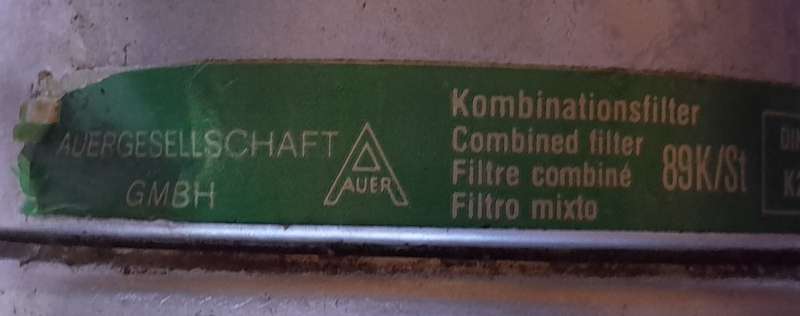 AUERGESELLSCHAFT
GMBH
AUER
Kombinationsfilter
Combined filter
Filtre combiné
Filtro mixto
89K/St